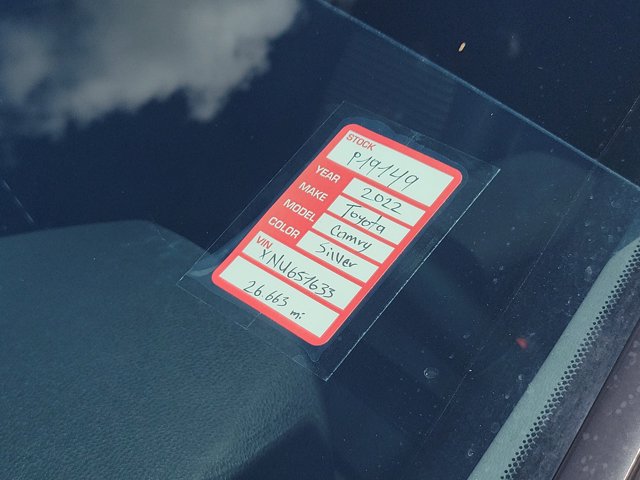 STOCK
P19149
YEAR 2022
MAKE Toyota
MODEL Camry
COLOR Silver
VIN XNU651633
26.663 mi